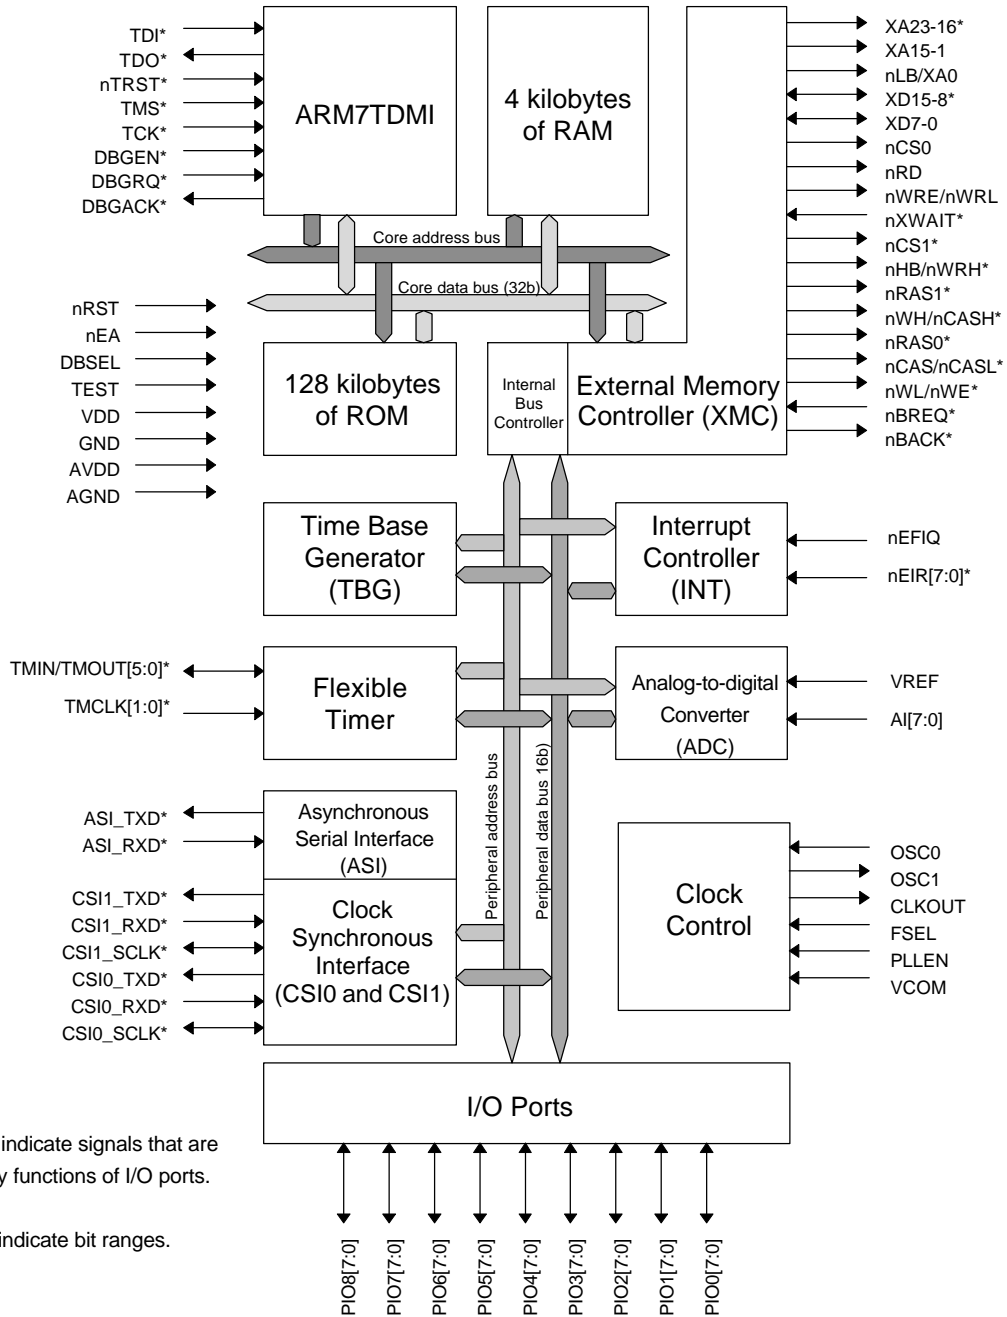 TDI*
TDO*
nTRST*
TMS*
TCK*
DBGEN*
DBGRQ*
DBGACK*
ARM7TDMI
4 kilobytes
of RAM
XA23-16*
XA15-1
nLB/XA0
XD15-8*
XD7-0
nCS0
nRD
nWRE/nWRL
nXWAIT*
nCS1*
nHB/nWRH*
nRAS1*
nWH/nCASH*
nRAS0*
nCAS/nCASL*
nWL/nWE*
nBREQ*
nBACK*
Core address bus
Core data bus (32b)
nRST
nEA
DBSEL
TEST
VDD
GND
AVDD
AGND
128 kilobytes
of ROM
Internal
Bus
Controller
External Memory
Controller (XMC)
Time Base
Generator
(TBG)
Interrupt
Controller
(INT)
nEFIQ
nEIR[7:0]*
TMIN/TMOUT[5:0]*
TMCLK[1:0]*
Flexible
Timer
Analog-to-digital
Converter
(ADC)
VREF
AI[7:0]
Peripheral address bus
Peripheral data bus 16b)
ASI_TXD*
ASI_RXD*
Asynchronous
Serial Interface
(ASI)
CSI1_TXD*
CSI1_RXD*
CSI1_SCLK*
CSI0_TXD*
CSI0_RXD*
CSI0_SCLK*
Clock
Synchronous
Interface
(CSI0 and CSI1)
Clock
Control
OSC0
OSC1
CLKOUT
FSEL
PLLEN
VCOM
I/O Ports
indicate signals that are
y functions of I/O ports.
indicate bit ranges.
PIO8[7:0]
PIO7[7:0]
PIO6[7:0]
PIO5[7:0]
PIO4[7:0]
PIO3[7:0]
PIO2[7:0]
PIO1[7:0]
PIO0[7:0]